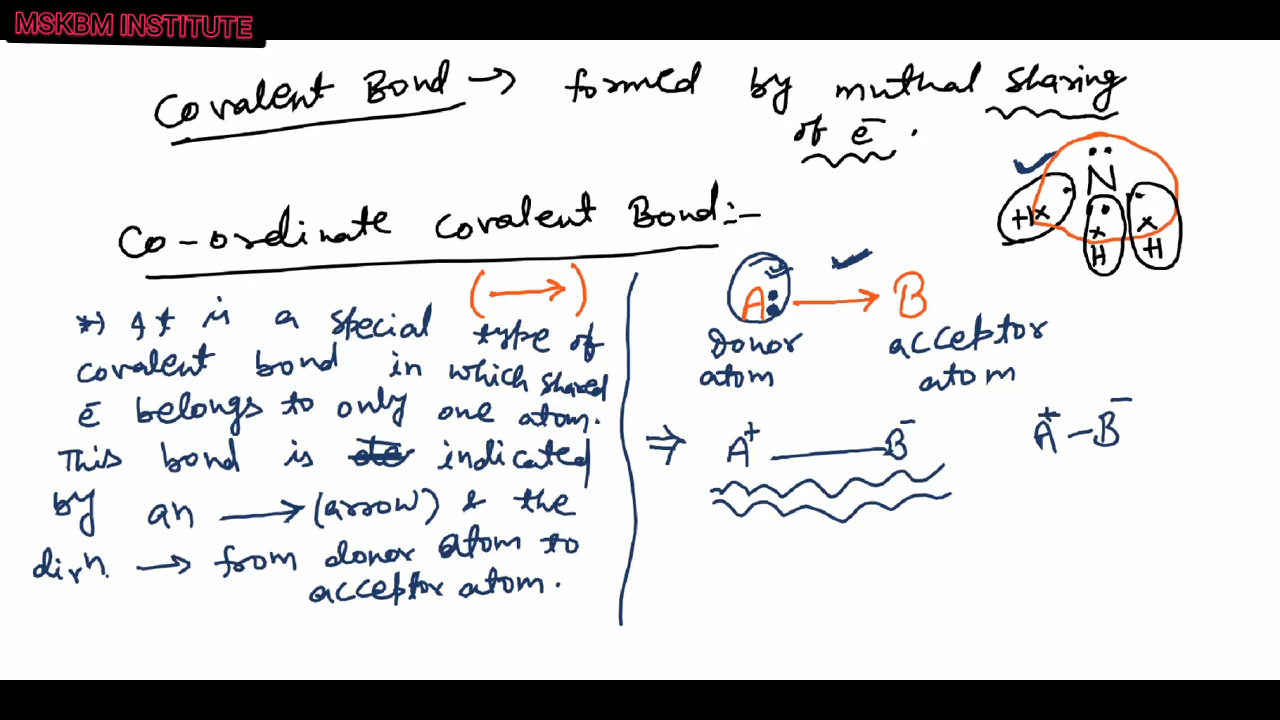 MSKBM INSTITUTE
Covalent Bond → formed by muthal sharing
of e⁻.
Co-ordinate Covalent Bond:-
(→)
*) It is a special type of
covalent bond in which shared
e⁻ belongs to only one atom.
This bond is indicated
by an → (arrow) & the
dirⁿ. → from donor atom to
acceptor atom.
N
Hx x x
H H
A: → B
donor acceptor
atom atom
⇒ A⁺ — B⁻ A⁺ – B⁻